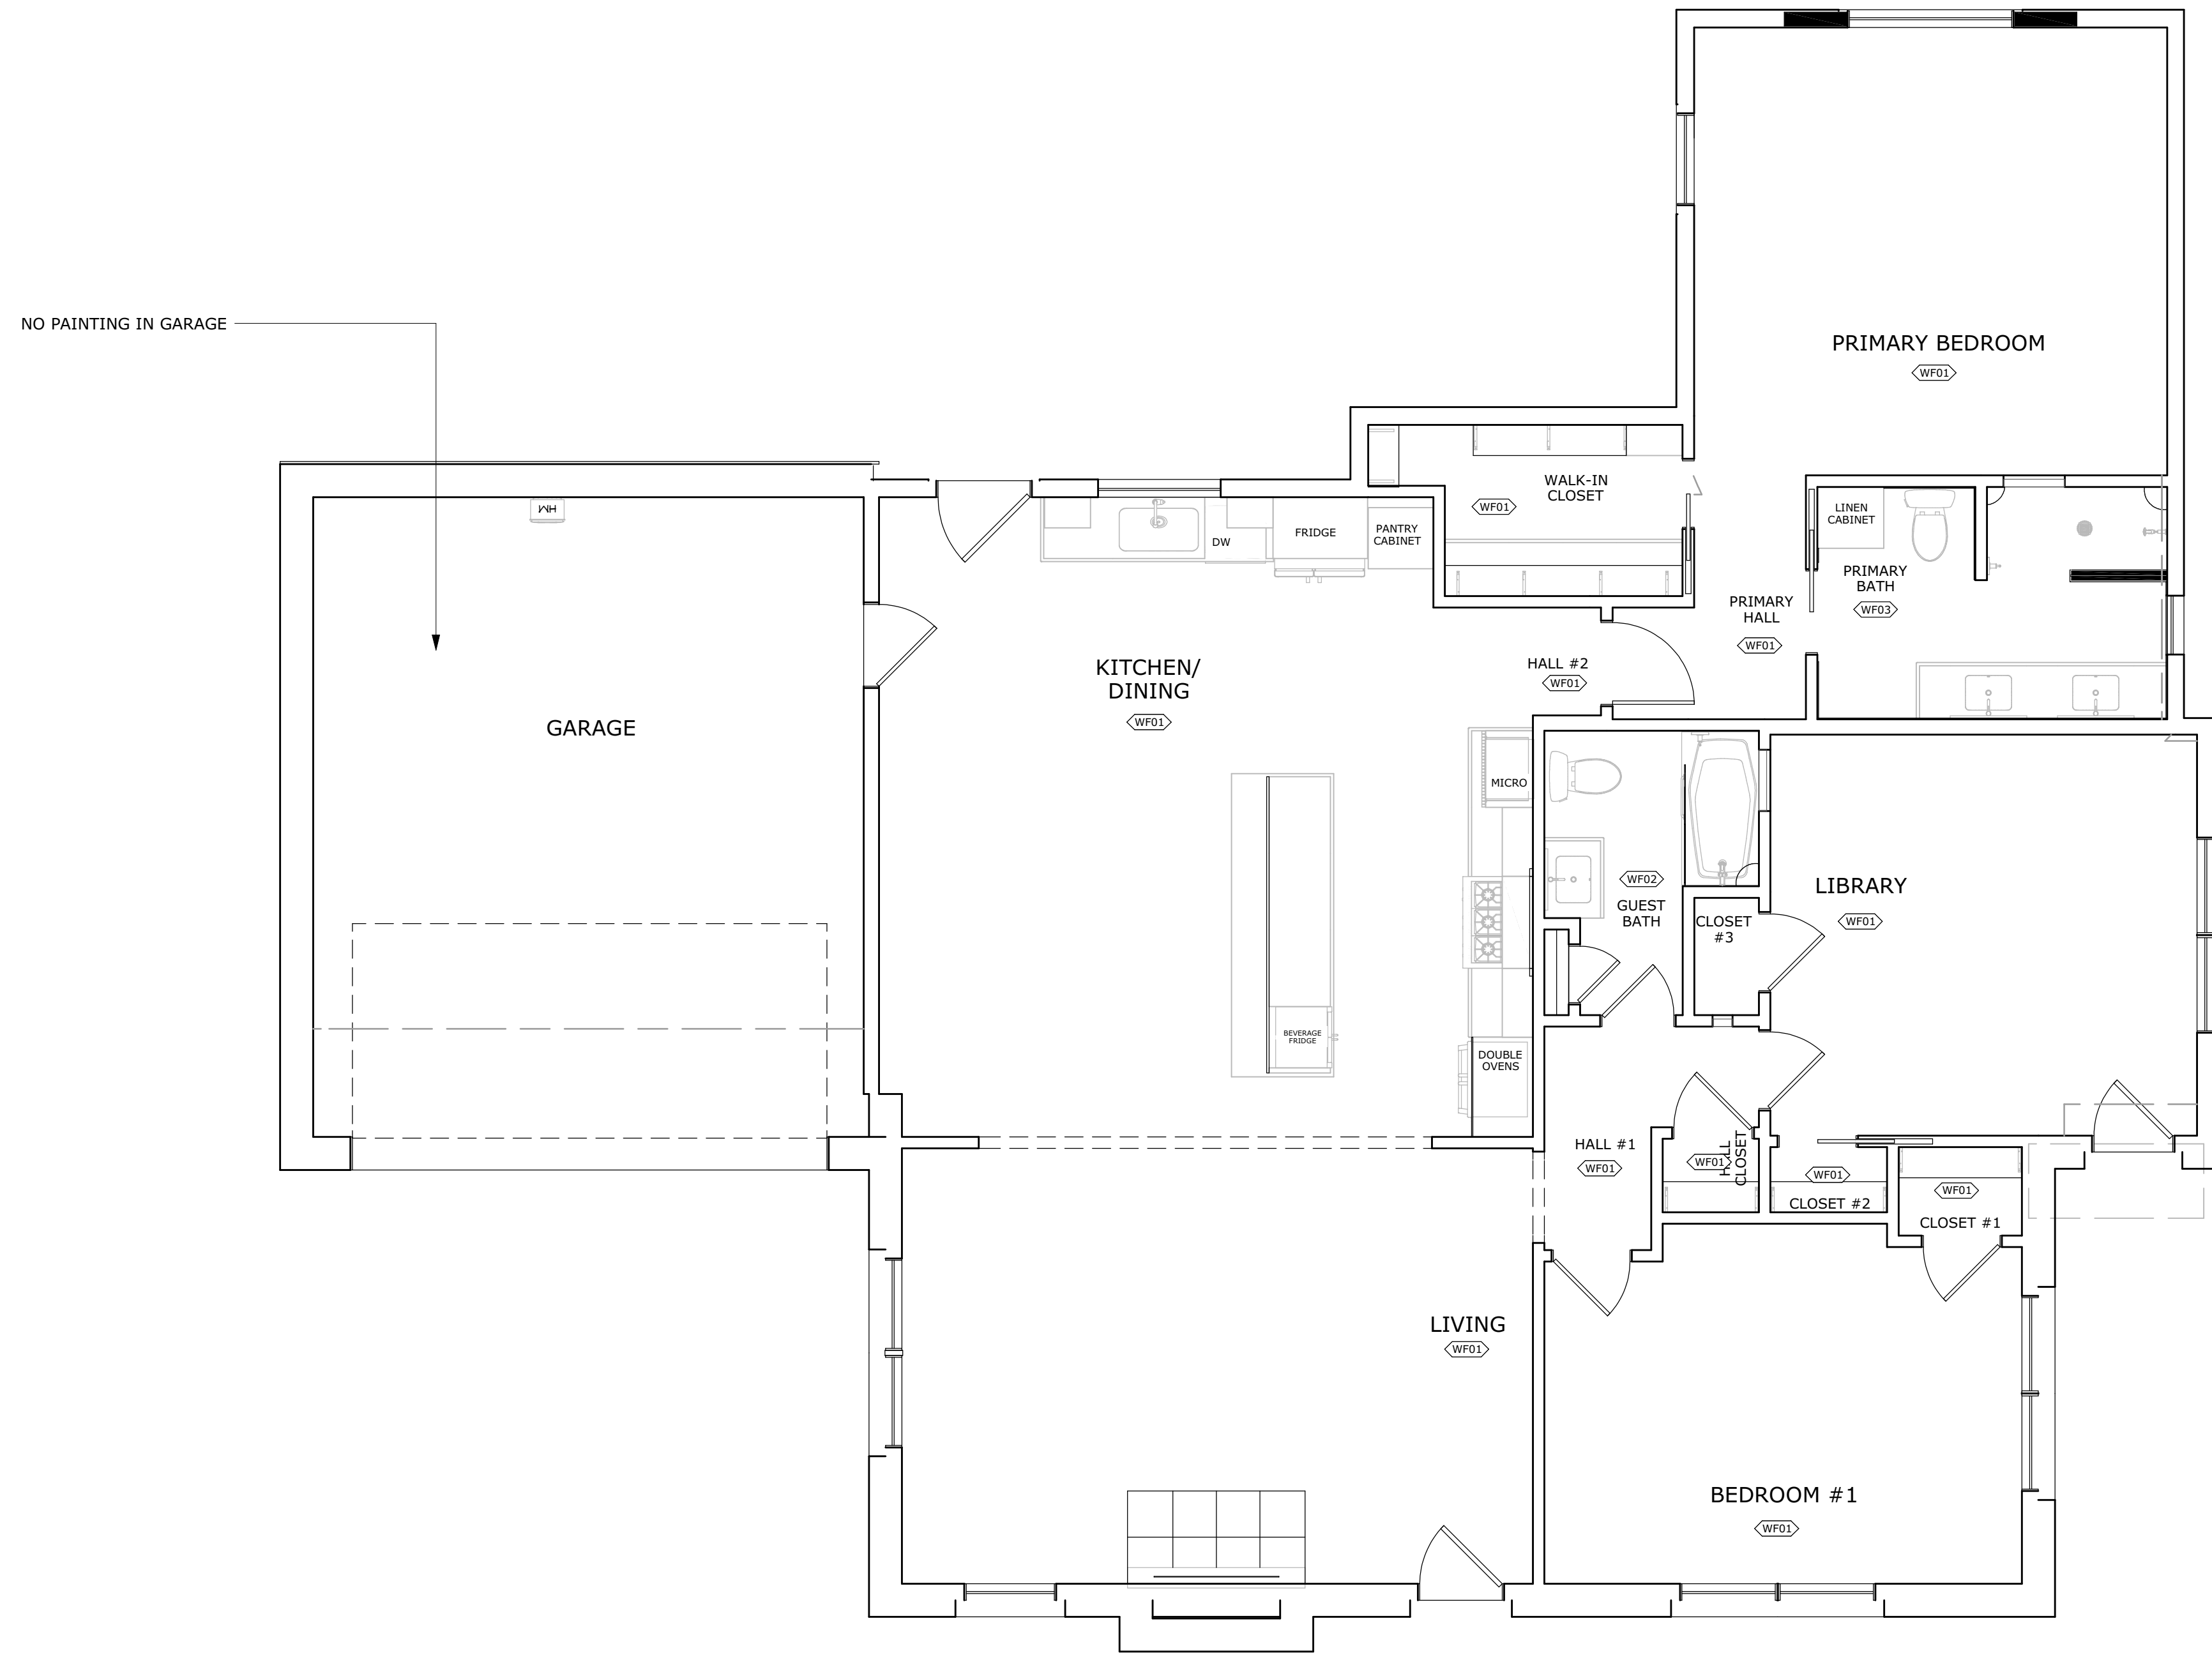 PRIMARY BEDROOM
WF01
NO PAINTING IN GARAGE
WH
WALK-IN
CLOSET
WF01
FRIDGE
PANTRY
CABINET
DW
LINEN
CABINET
PRIMARY
BATH
WF03
PRIMARY
HALL
WF01
HALL #2
WF01
KITCHEN/
DINING
WF01
GARAGE
MICRO
WF02
GUEST
BATH
CLOSET
#3
LIBRARY
WF01
BEVERAGE
FRIDGE
DOUBLE
OVENS
HALL #1
WF01
HALL
CLOSET
WF01
WF01
CLOSET #2
WF01
CLOSET #1
LIVING
WF01
BEDROOM #1
WF01